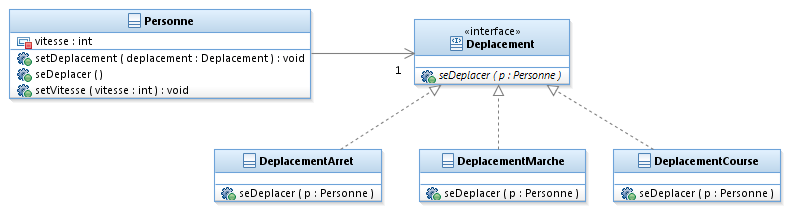 Personne
vitesse : int
setDeplacement ( deplacement : Deplacement ) : void
seDeplacer ( )
setVitesse ( vitesse : int ) : void
1
«interface»
Deplacement
seDeplacer ( p : Personne )
DeplacementArret
seDeplacer ( p : Personne )
DeplacementMarche
seDeplacer ( p : Personne )
DeplacementCourse
seDeplacer ( p : Personne )